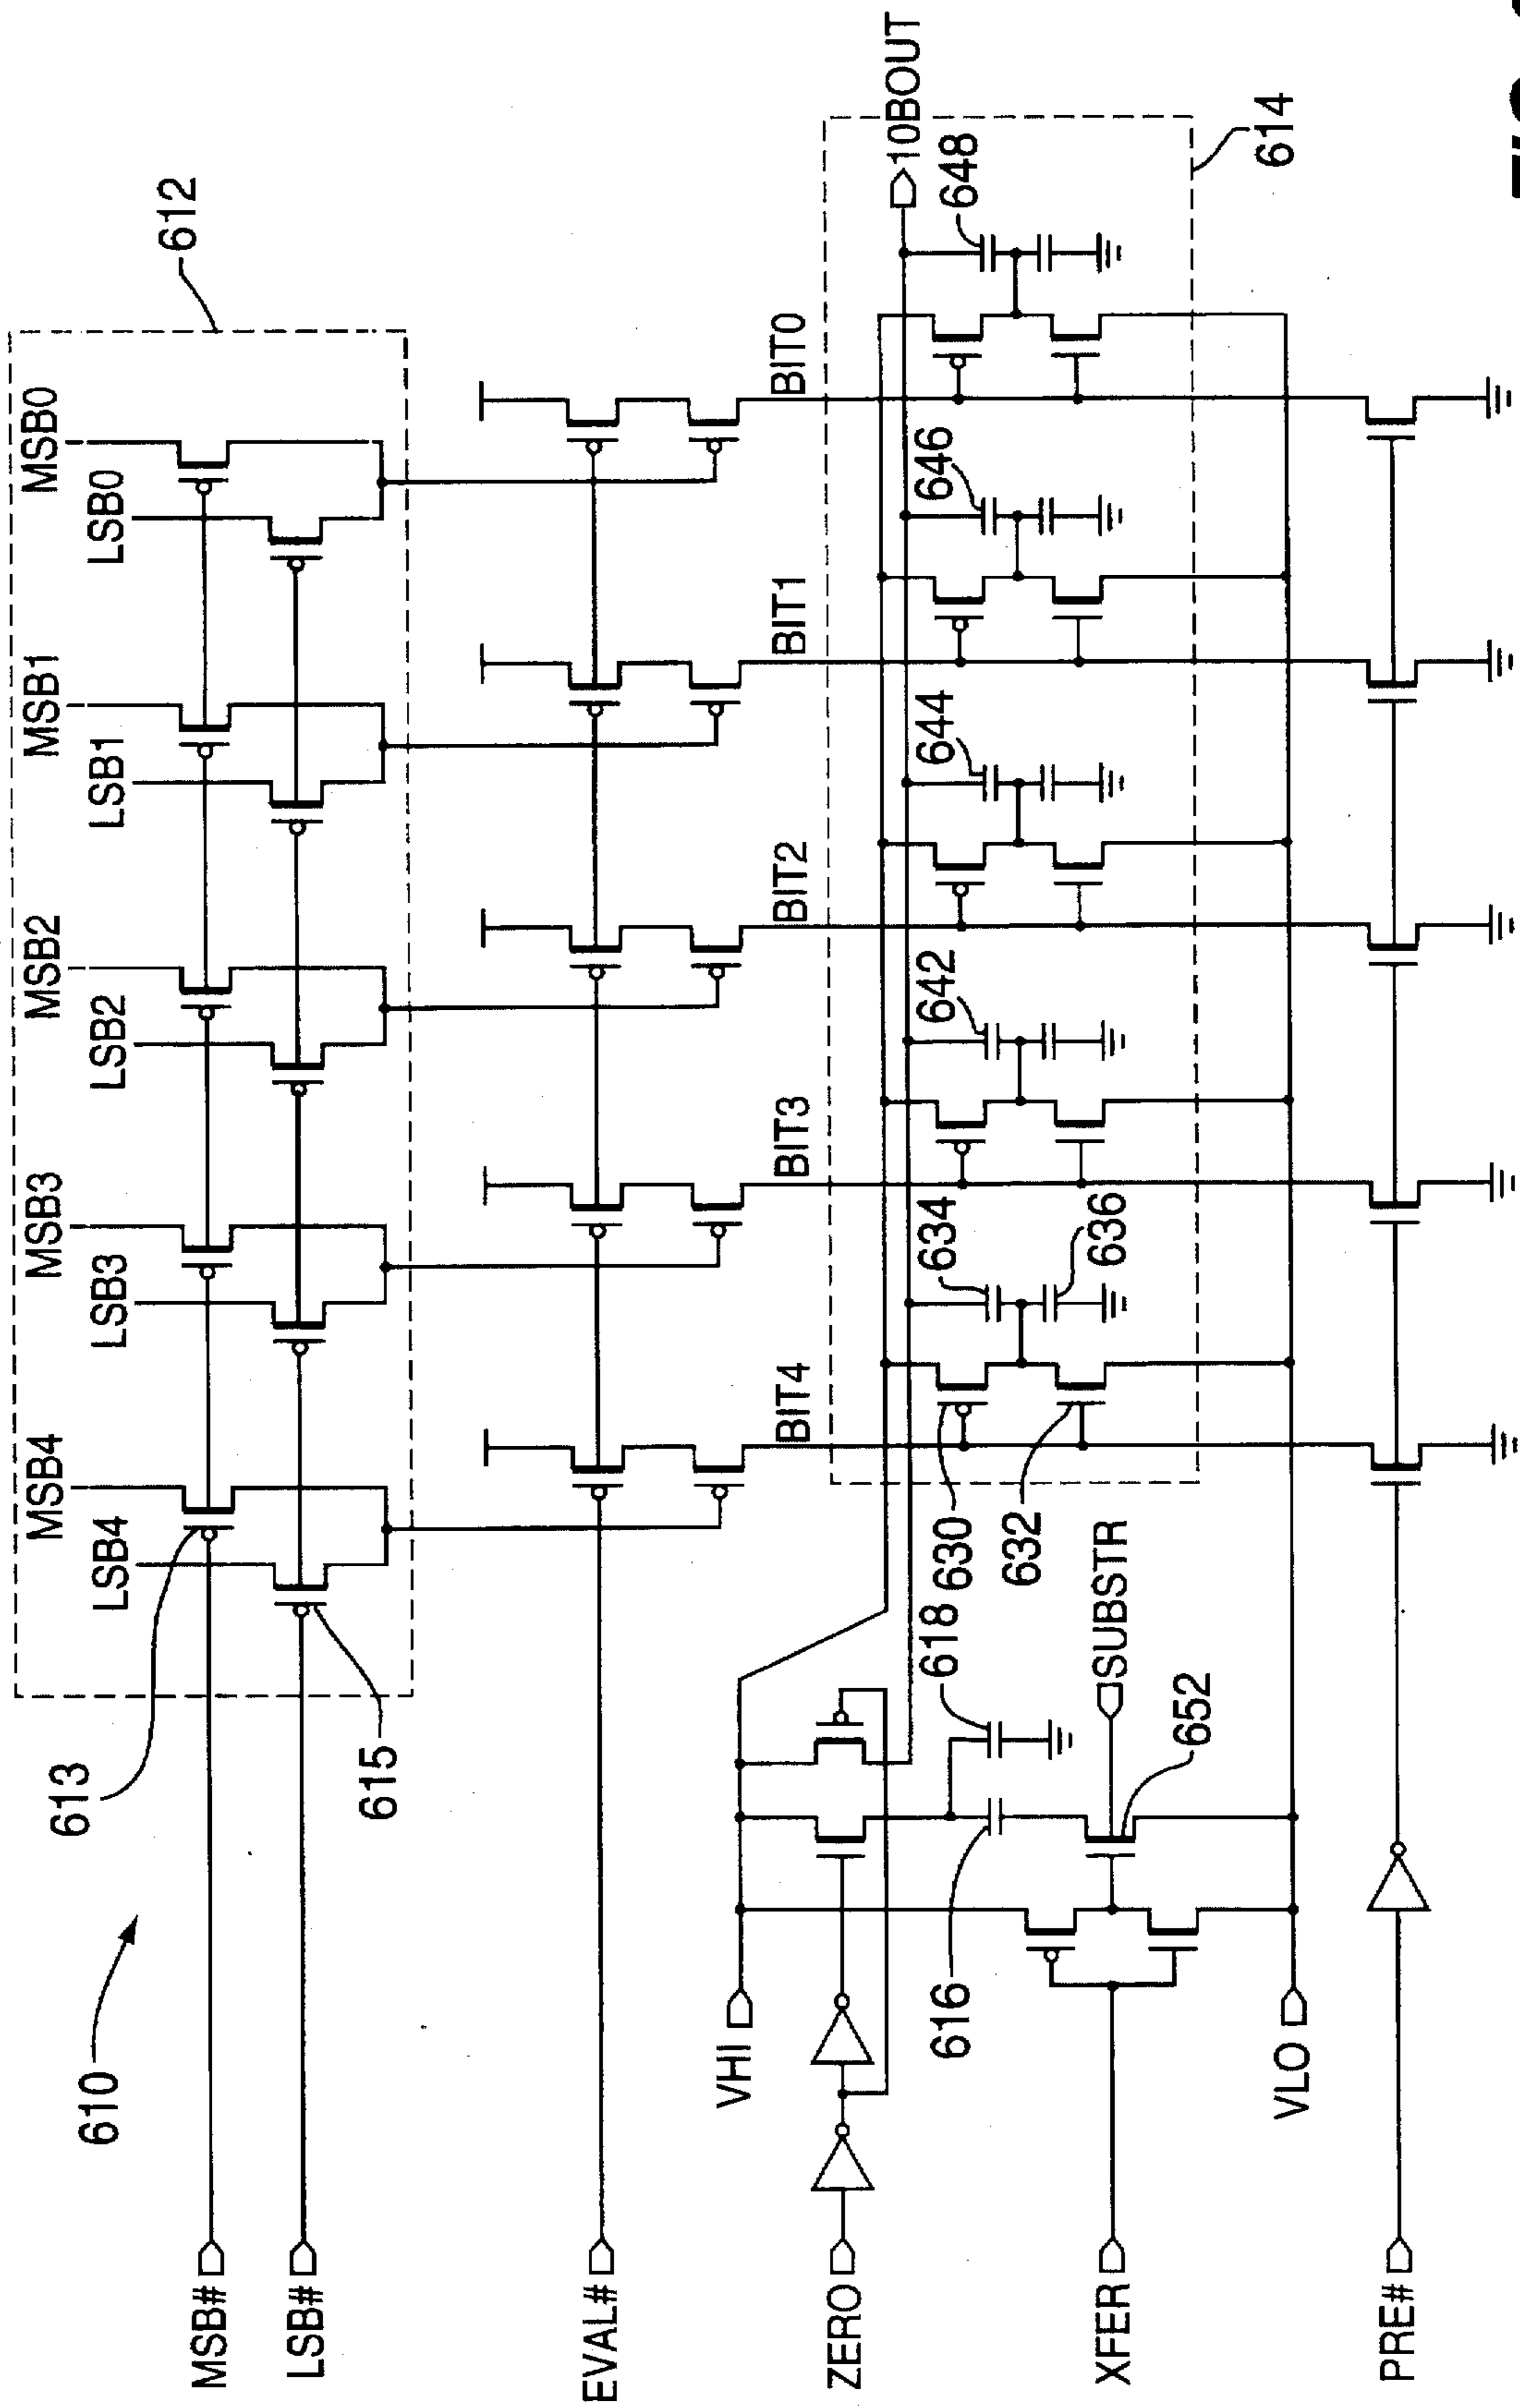 610
612
613
615
MSB#
LSB#
EVAL#
ZERO
XFER
PRE#
VHI
VLO
MSB4
LSB4
MSB3
LSB3
MSB2
LSB2
MSB1
LSB1
MSB0
LSB0
BIT4
BIT3
BIT2
BIT1
BIT0
616
618
SUBSTR
652
630
632
634
636
642
644
646
648
10BOUT
614